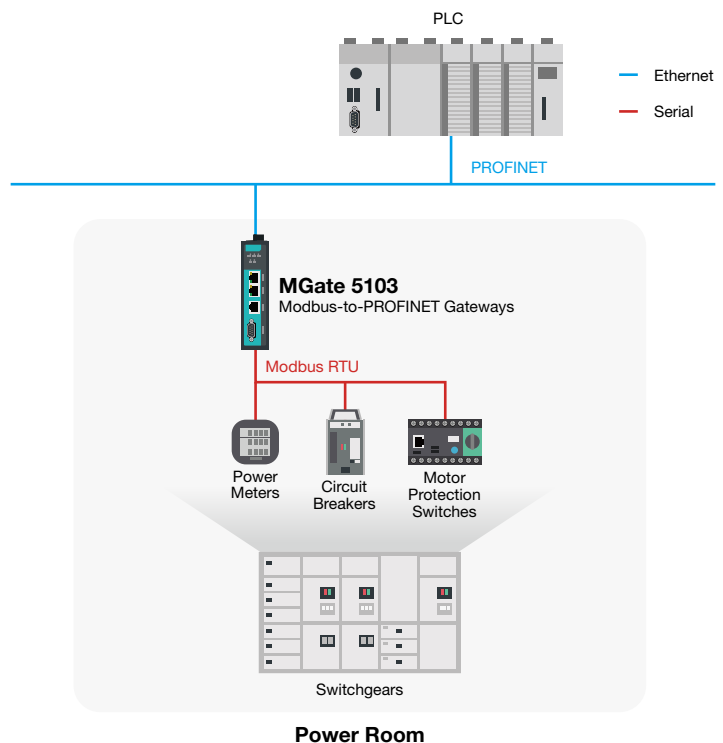 PLC
Ethernet
Serial
PROFINET
MGate 5103
Modbus-to-PROFINET Gateways
Modbus RTU
Power
Meters
Circuit
Breakers
Motor
Protection
Switches
Switchgears
Power Room